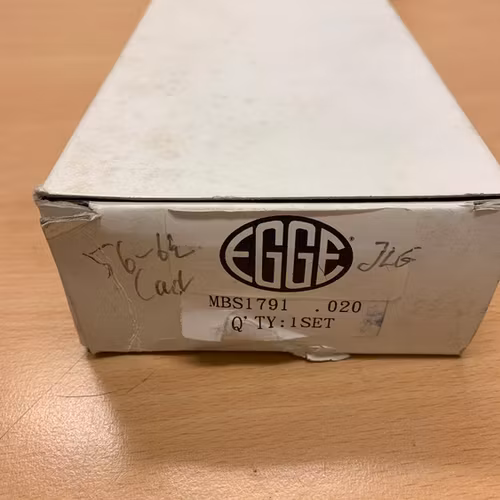 56-62
Cad
EGGE
JLG
MBS1791 .020
Q'TY:1SET